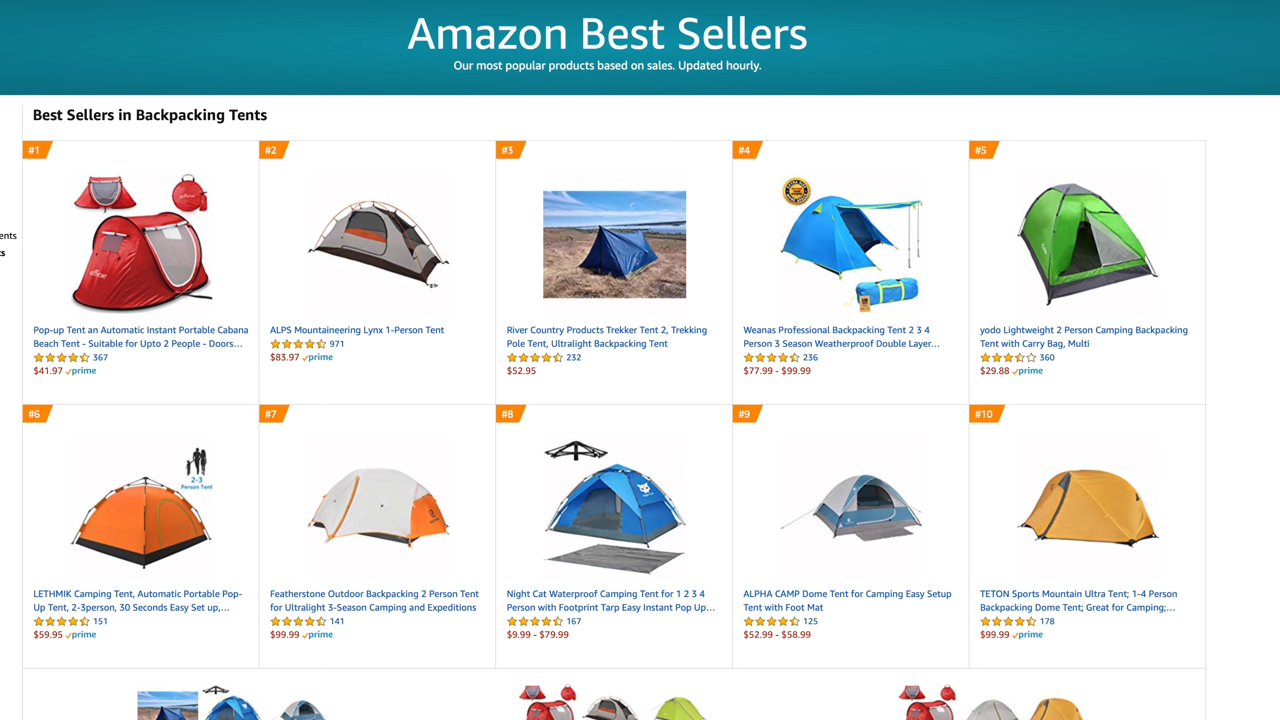 Amazon Best Sellers
Our most popular products based on sales. Updated hourly.
Best Sellers in Backpacking Tents
ents
s
#1
Pop-up Tent an Automatic Instant Portable Cabana
Beach Tent - Suitable for Upto 2 People - Doors...
367
$41.97 prime
#2
ALPS Mountaineering Lynx 1-Person Tent
971
$83.97 prime
#3
River Country Products Trekker Tent 2, Trekking
Pole Tent, Ultralight Backpacking Tent
232
$52.95
#4
Weanas Professional Backpacking Tent 2 3 4
Person 3 Season Weatherproof Double Layer...
236
$77.99 - $99.99
#5
yodo Lightweight 2 Person Camping Backpacking
Tent with Carry Bag, Multi
360
$29.88 prime
#6
2-3
Person Tent
LETHMIK Camping Tent, Automatic Portable Pop-
Up Tent, 2-3person, 30 Seconds Easy Set up,...
151
$59.95 prime
#7
Featherstone Outdoor Backpacking 2 Person Tent
for Ultralight 3-Season Camping and Expeditions
141
$99.99 prime
#8
Night Cat Waterproof Camping Tent for 1 2 3 4
Person with Footprint Tarp Easy Instant Pop Up...
167
$9.99 - $79.99
#9
ALPHA CAMP Dome Tent for Camping Easy Setup
Tent with Foot Mat
125
$52.99 - $58.99
#10
TETON Sports Mountain Ultra Tent; 1-4 Person
Backpacking Dome Tent; Great for Camping;...
178
$99.99 prime